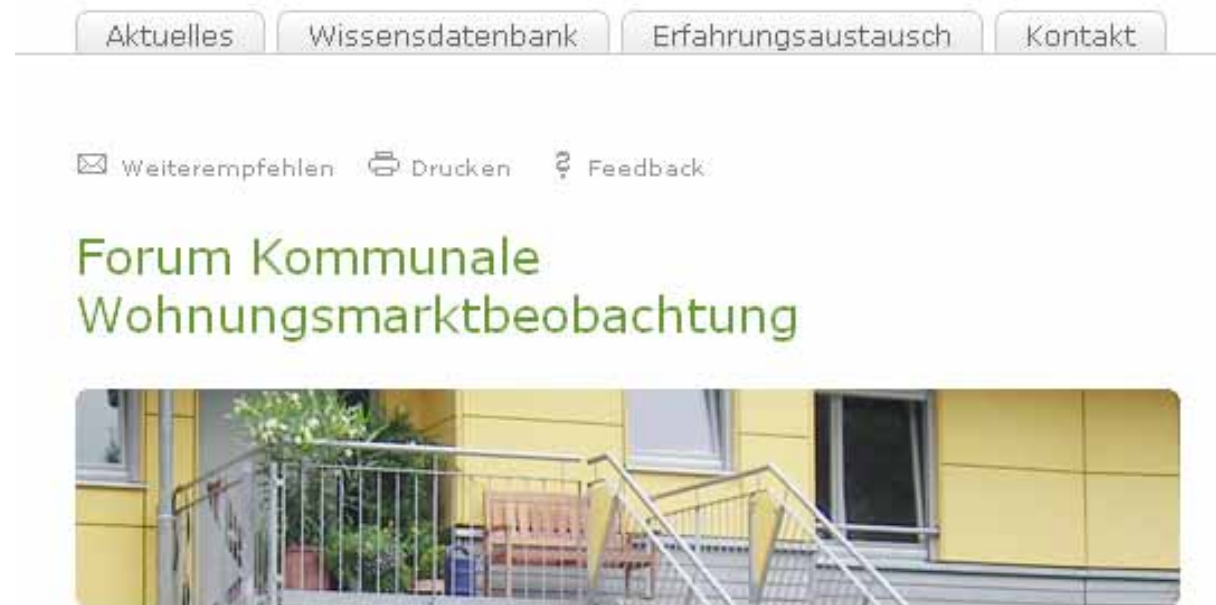 Aktuelles Wissensdatenbank Erfahrungsaustausch Kontakt
Weiterempfehlen Drucken Feedback
Forum Kommunale
Wohnungsmarktbeobachtung